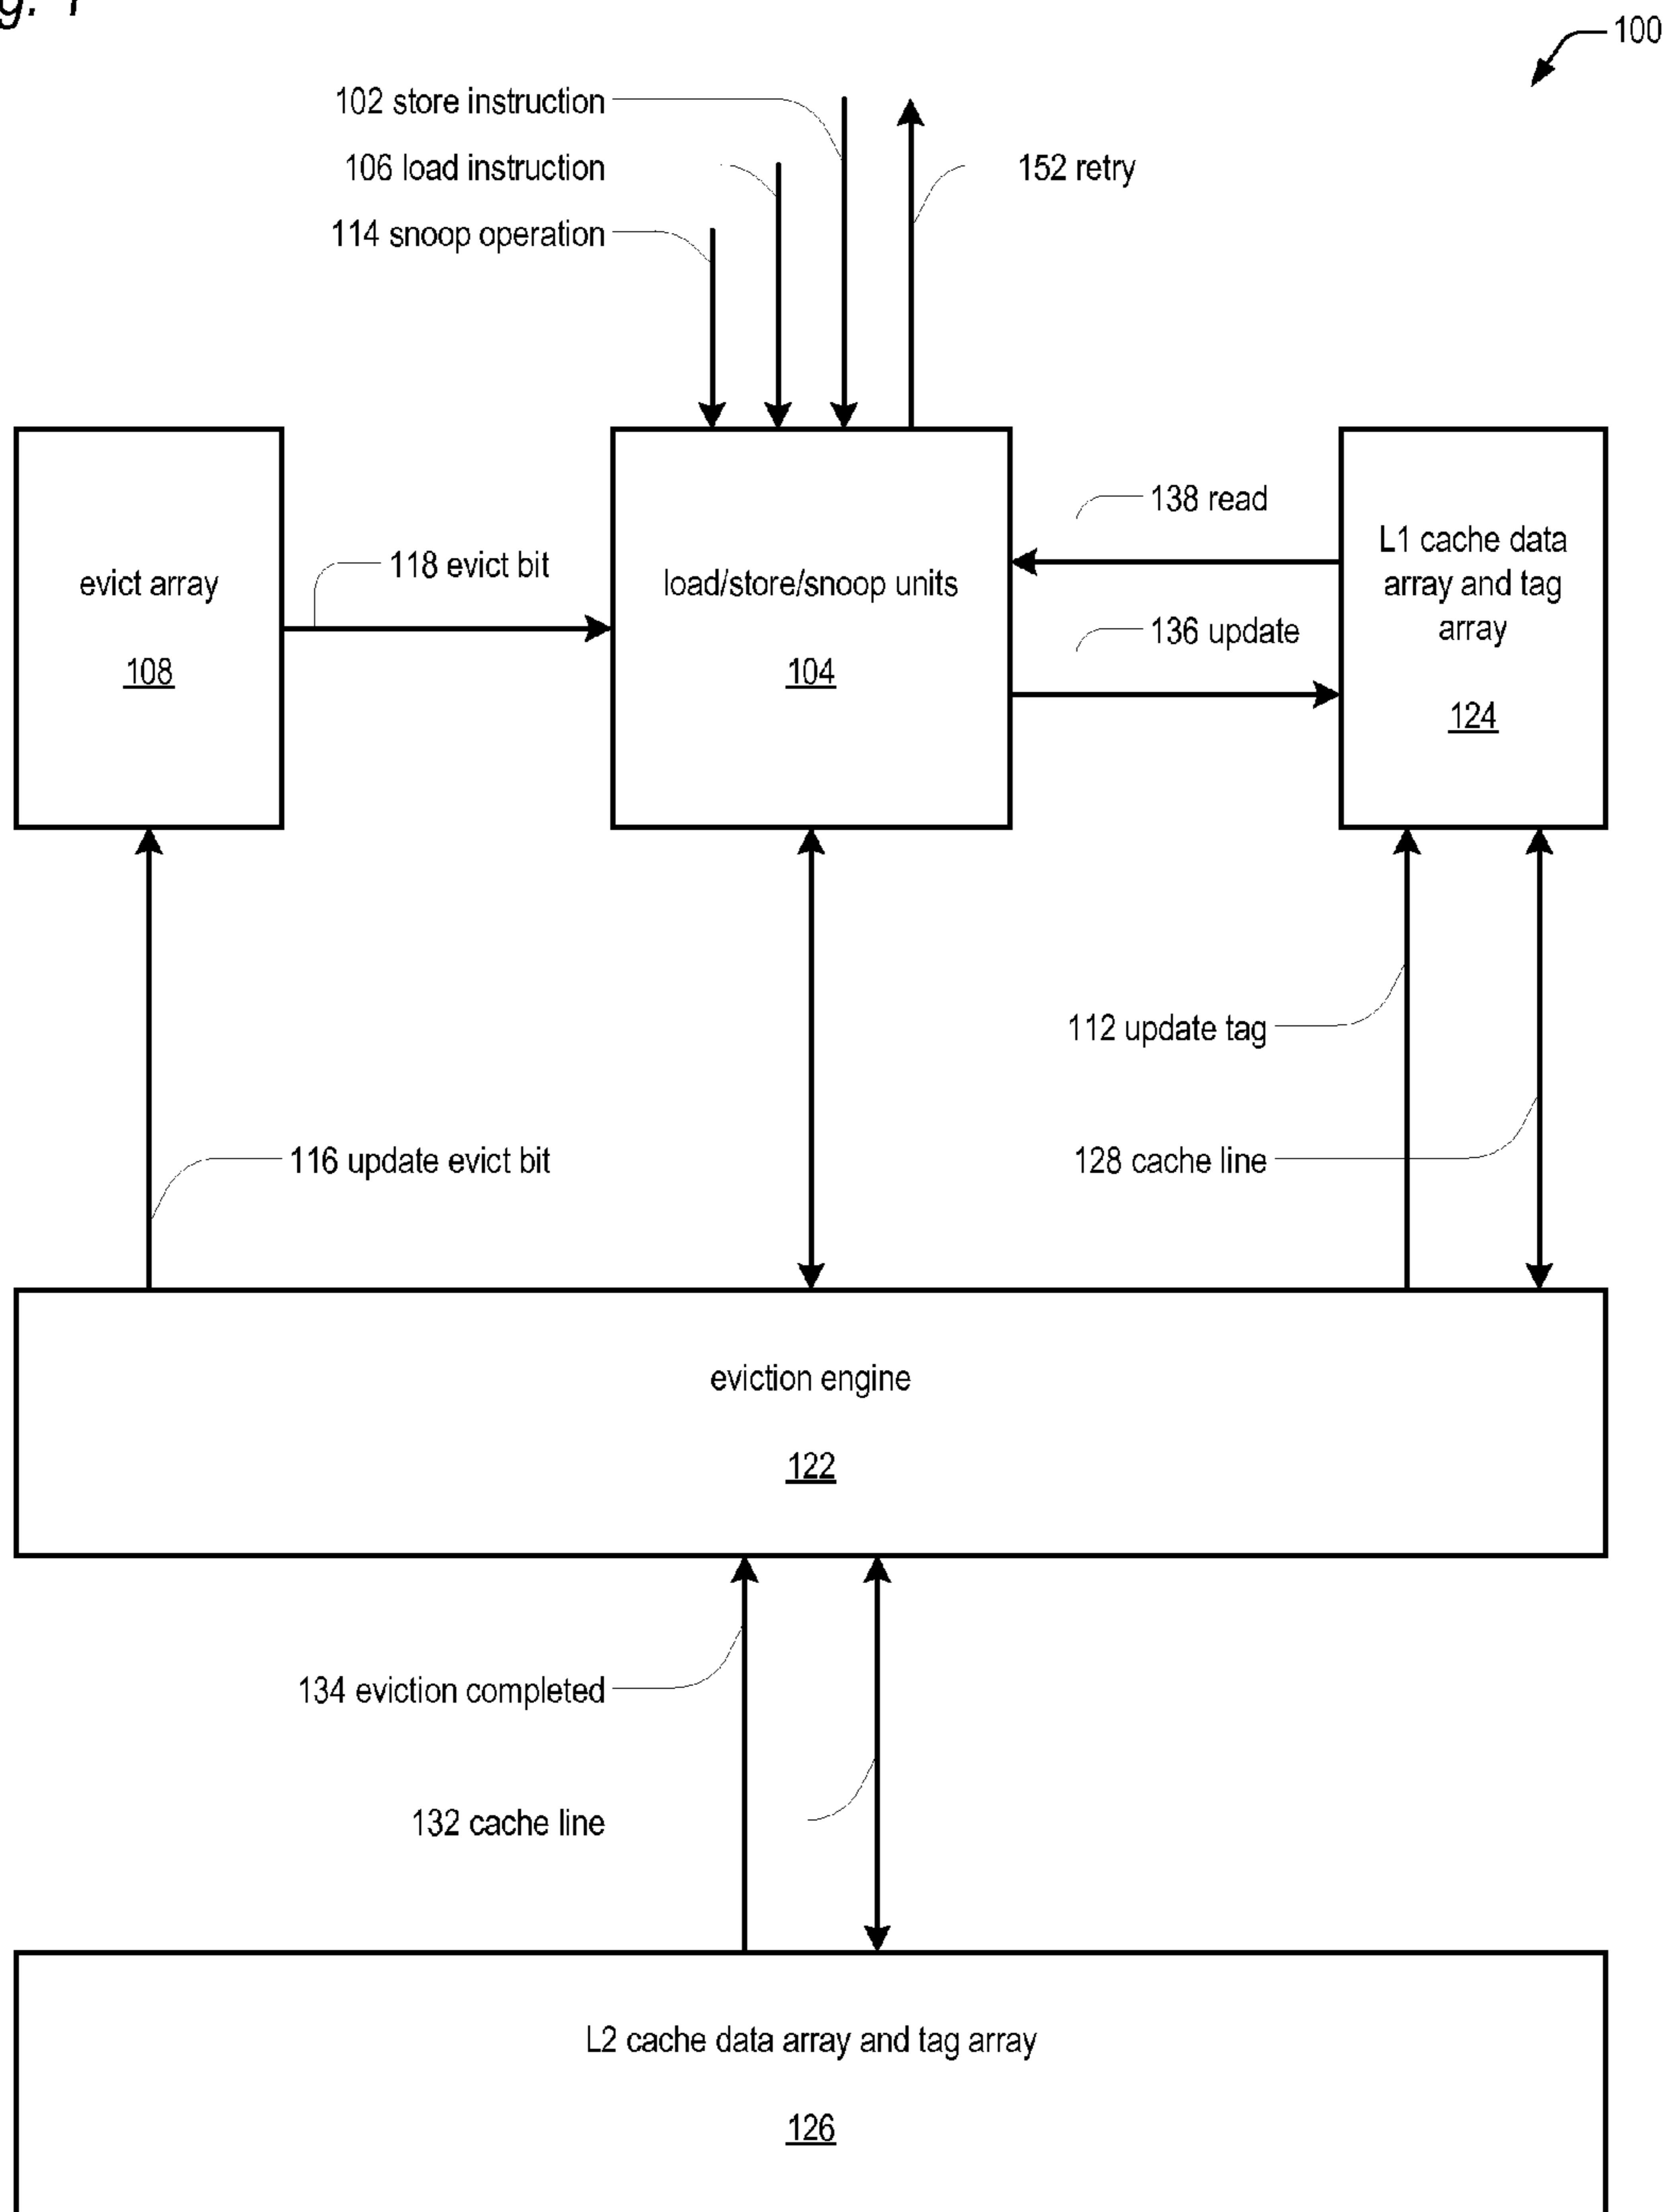 100
102 store instruction
106 load instruction
152 retry
114 snoop operation
138 read
118 evict bit
evict array
108
load/store/snoop units
104
136 update
L1 cache data
array and tag
array
124
112 update tag
116 update evict bit
128 cache line
eviction engine
122
134 eviction completed
132 cache line
L2 cache data array and tag array
126